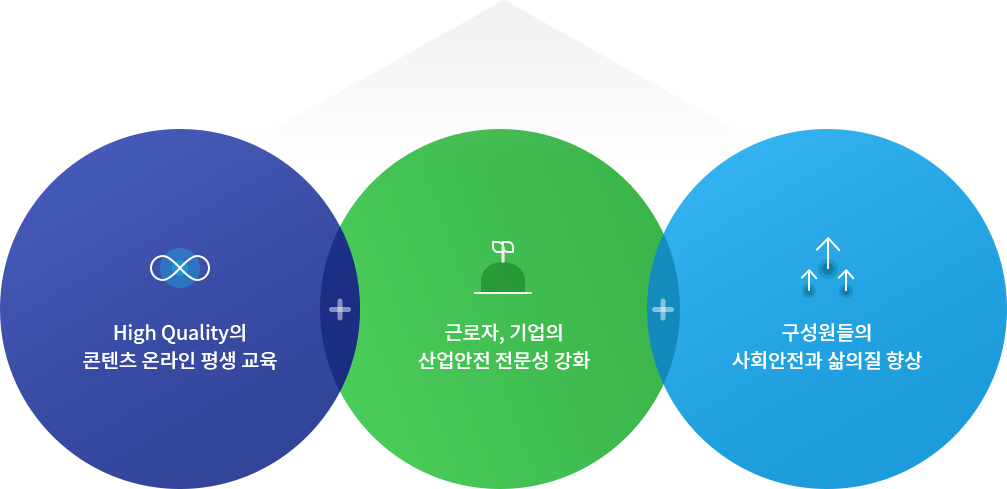 High Quality의
콘텐츠 온라인 평생 교육
근로자, 기업의
산업안전 전문성 강화
구성원들의
사회안전과 삶의질 향상